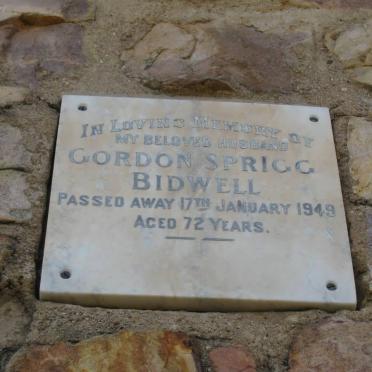 In Loving Memory of
My Beloved Husband
Gordon Sprigg
Bidwell
Passed away 17th January 1949
Aged 72 Years.